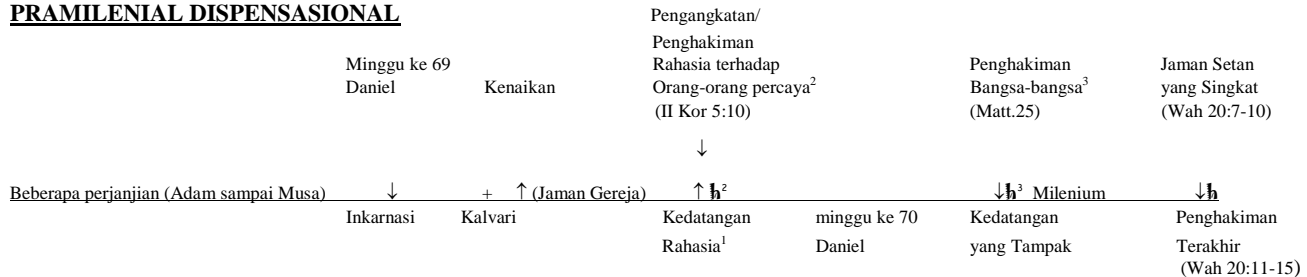 PRAMILENIAL DISPENSASIONAL Pengangkatan/
Penghakiman
Minggu ke 69 Rahasia terhadap Penghakiman Jaman Setan
Daniel Kenaikan Orang-orang percaya² Bangsa-bangsa³ yang Singkat
(II Kor 5:10) (Matt.25) (Wah 20:7-10)
↓
Beberapa perjanjian (Adam sampai Musa) ↓ + ↑ (Jaman Gereja) ↑ ♄² ↓♄³ Milenium ↓♄
Inkarnasi Kalvari Kedatangan minggu ke 70 Kedatangan Penghakiman
Rahasia¹ Daniel yang Tampak Terakhir
(Wah 20:11-15)